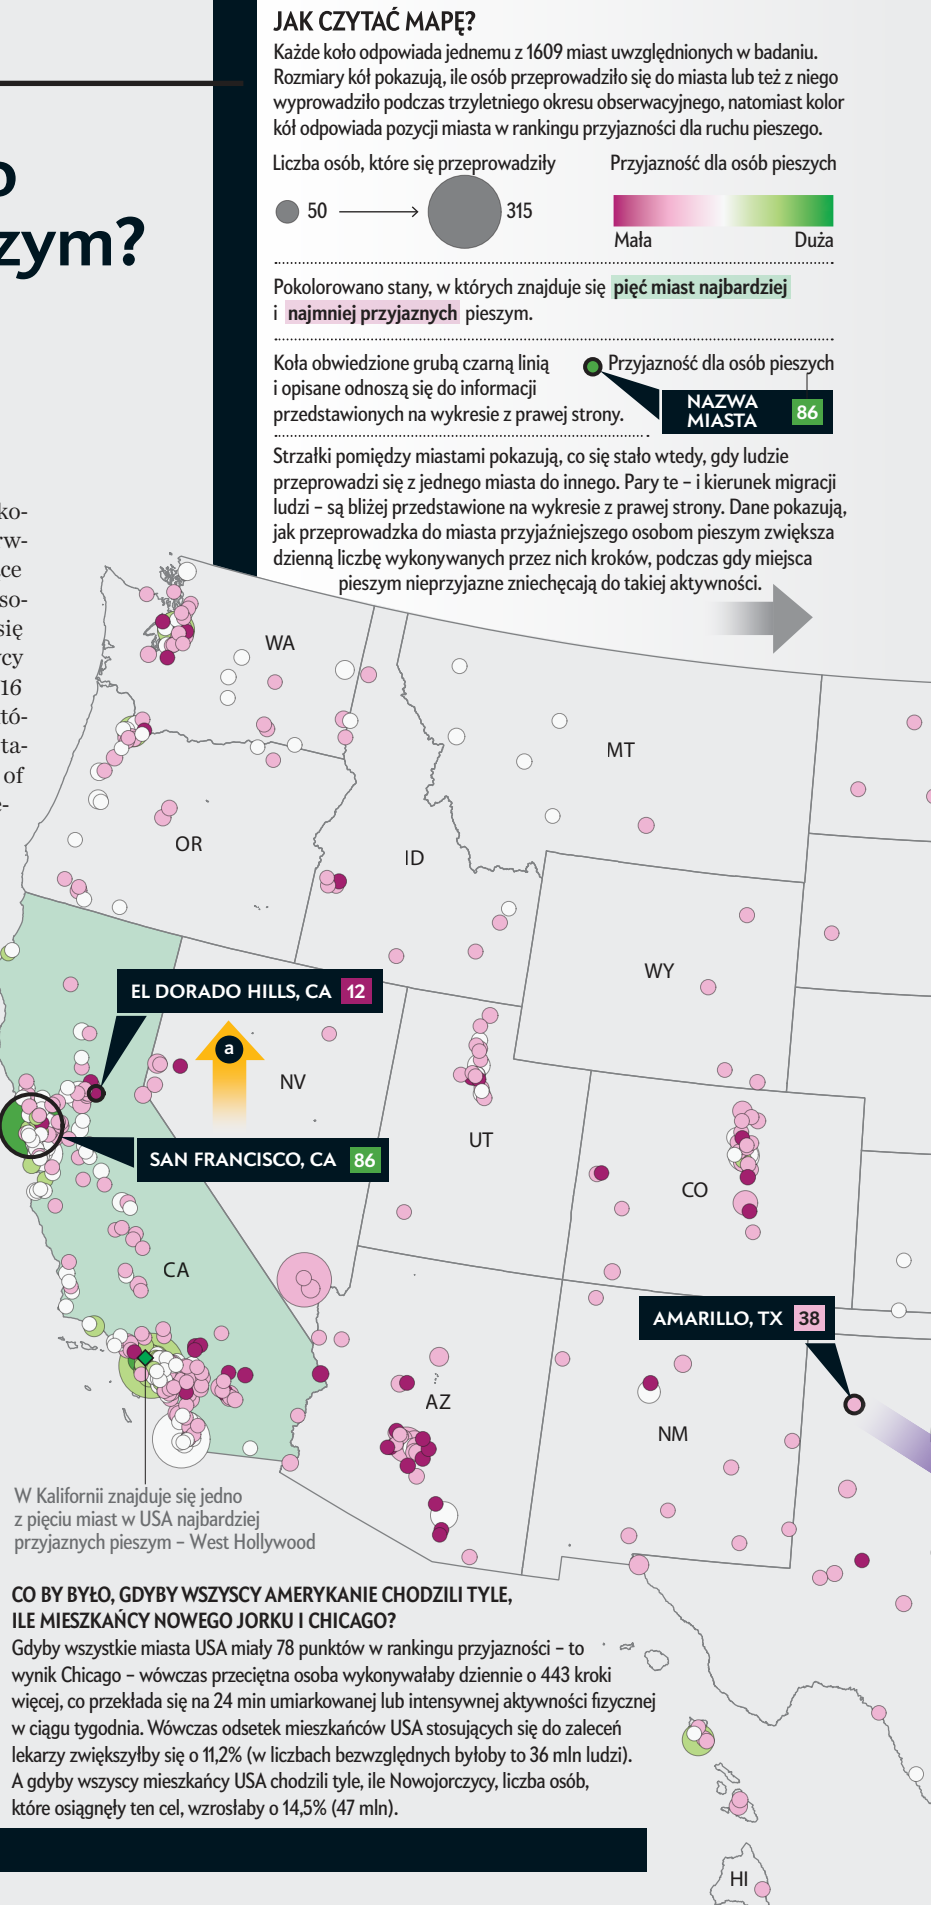 JAK CZYTAĆ MAPĘ?
Każde koło odpowiada jednemu z 1609 miast uwzględnionych w badaniu.
Rozmiary kół pokazują, ile osób przeprowadziło się do miasta lub też z niego
wyprowadziło podczas trzyletniego okresu obserwacyjnego, natomiast kolor
kół odpowiada pozycji miasta w rankingu przyjazności dla ruchu pieszego.
Liczba osób, które się przeprowadziły
50
315
Przyjazność dla osób pieszych
Mała
Duża
Pokolorowano stany, w których znajduje się pięć miast najbardziej
i najmniej przyjaznych pieszym.
Koła obwiedzione grubą czarną linią
i opisane odnoszą się do informacji
przedstawionych na wykresie z prawej strony.
Przyjazność dla osób pieszych
NAZWA
MIASTA
86
Strzałki pomiędzy miastami pokazują, co się stało wtedy, gdy ludzie
przeprowadzi się z jednego miasta do innego. Pary te – i kierunek migracji
ludzi – są bliżej przedstawione na wykresie z prawej strony. Dane pokazują,
jak przeprowadzka do miasta przyjaźniejszego osobom pieszym zwiększa
dzienną liczbę wykonywanych przez nich kroków, podczas gdy miejsca
pieszym nieprzyjazne zniechęcają do takiej aktywności.
o
zym?
ko-
rw-
ce
so-
się
cy
16
tó-
ta-
of
e-
WA
MT
OR
ID
WY
EL DORADO HILLS, CA 12
a
NV
UT
SAN FRANCISCO, CA 86
CO
CA
AMARILLO, TX 38
AZ
NM
W Kalifornii znajduje się jedno
z pięciu miast w USA najbardziej
przyjaznych pieszym – West Hollywood
CO BY BYŁO, GDYBY WSZYSCY AMERYKANIE CHODZILI TYLE,
ILE MIESZKAŃCY NOWEGO JORKU I CHICAGO?
Gdyby wszystkie miasta USA miały 78 punktów w rankingu przyjazności – to
wynik Chicago – wówczas przeciętna osoba wykonywałaby dziennie o 443 kroki
więcej, co przekłada się na 24 min umiarkowanej lub intensywnej aktywności fizycznej
w ciągu tygodnia. Wówczas odsetek mieszkańców USA stosujących się do zaleceń
lekarzy zwiększyłby się o 11,2% (w liczbach bezwzględnych byłoby to 36 mln ludzi).
A gdyby wszyscy mieszkańcy USA chodzili tyle, ile Nowojorczycy, liczba osób,
które osiągnęły ten cel, wzrosłaby o 14,5% (47 mln).
HI